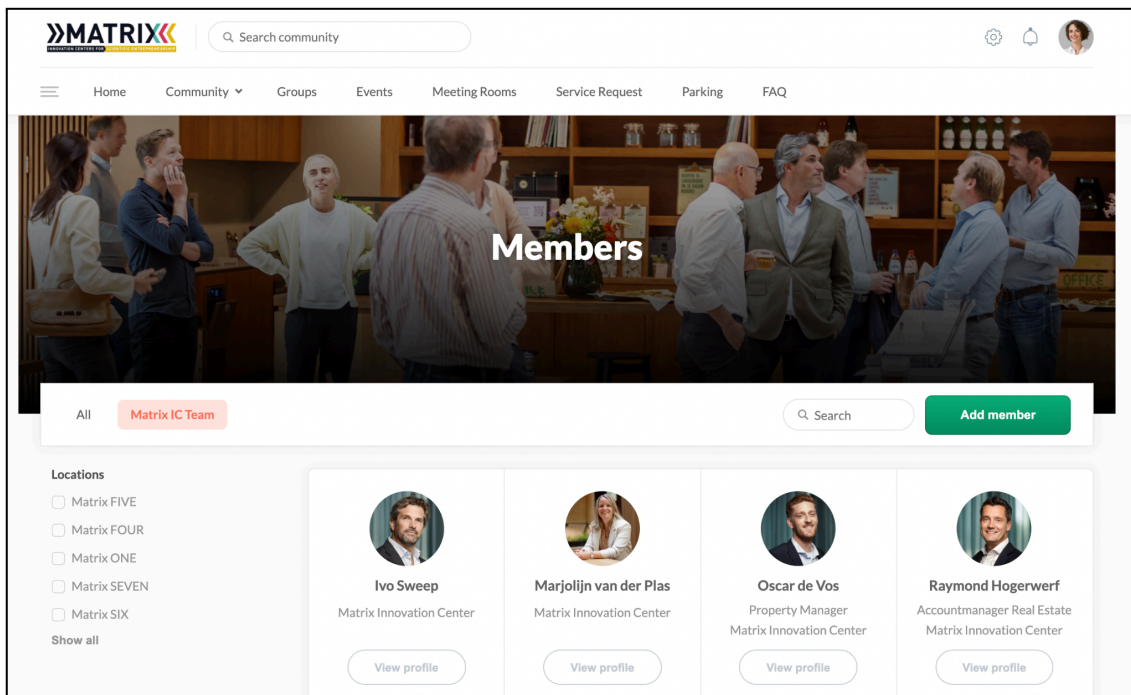 MATRIX
INNOVATION CENTERS FOR SCIENTIFIC ENTREPRENEURSHIP
Search community
Home Community Groups Events Meeting Rooms Service Request Parking FAQ
OFFICE
Members
All Matrix IC Team Search Add member
Locations
Matrix FIVE
Matrix FOUR
Matrix ONE
Matrix SEVEN
Matrix SIX
Show all
Ivo Sweep Marjolijn van der Plas Oscar de Vos Raymond Hogerwerf
Matrix Innovation Center Matrix Innovation Center Property Manager Accountmanager Real Estate
Matrix Innovation Center Matrix Innovation Center
View profile View profile View profile View profile